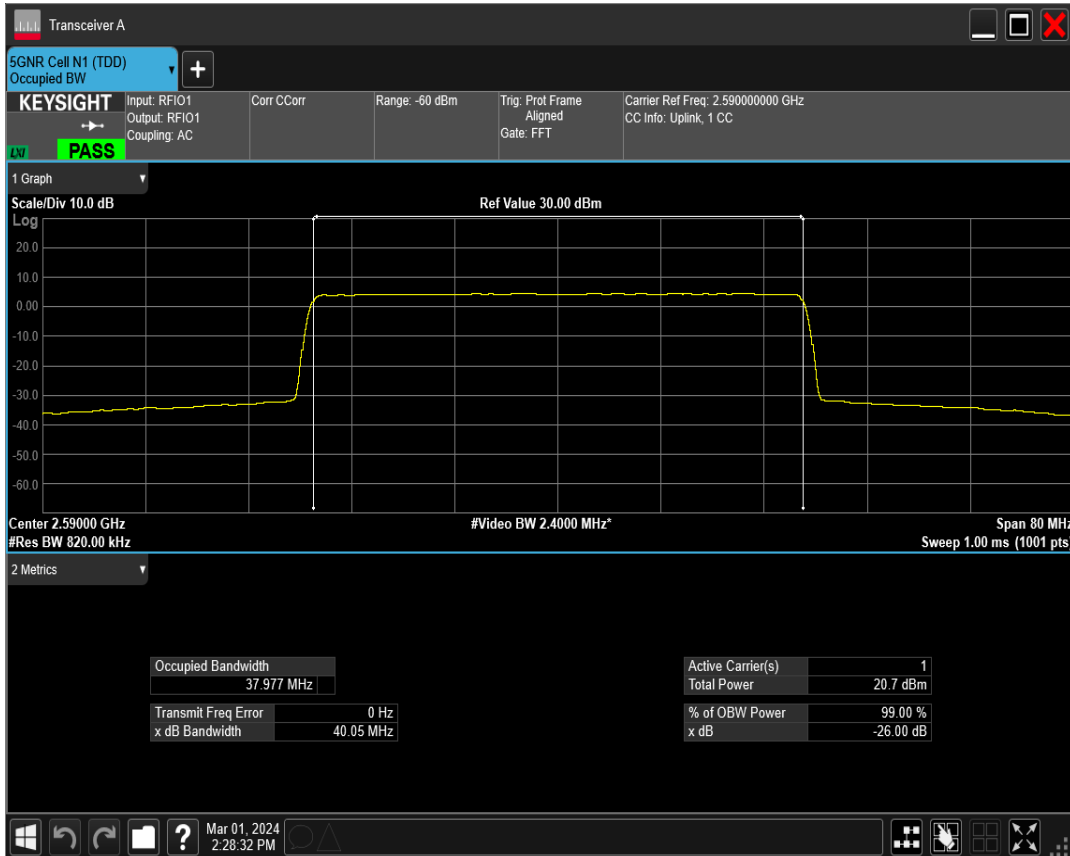 Transceiver A
5GNR Cell N1 (TDD)
Occupied BW
+
KEYSIGHT
LXI
PASS
Input: RFIO1
Output: RFIO1
Coupling: AC
Corr CCorr
Range: -60 dBm
Trig: Prot Frame
Aligned
Gate: FFT
Carrier Ref Freq: 2.590000000 GHz
CC Info: Uplink, 1 CC
1 Graph
Scale/Div 10.0 dB
Ref Value 30.00 dBm
Log
20.0
10.0
0.00
-10.0
-20.0
-30.0
-40.0
-50.0
-60.0
Center 2.59000 GHz
#Video BW 2.4000 MHz*
Span 80 MHz
#Res BW 820.00 kHz
Sweep 1.00 ms (1001 pts)
2 Metrics
Occupied Bandwidth
37.977 MHz
Transmit Freq Error 0 Hz
x dB Bandwidth 40.05 MHz
Active Carrier(s) 1
Total Power 20.7 dBm
% of OBW Power 99.00 %
x dB -26.00 dB
?
Mar 01, 2024
2:28:32 PM